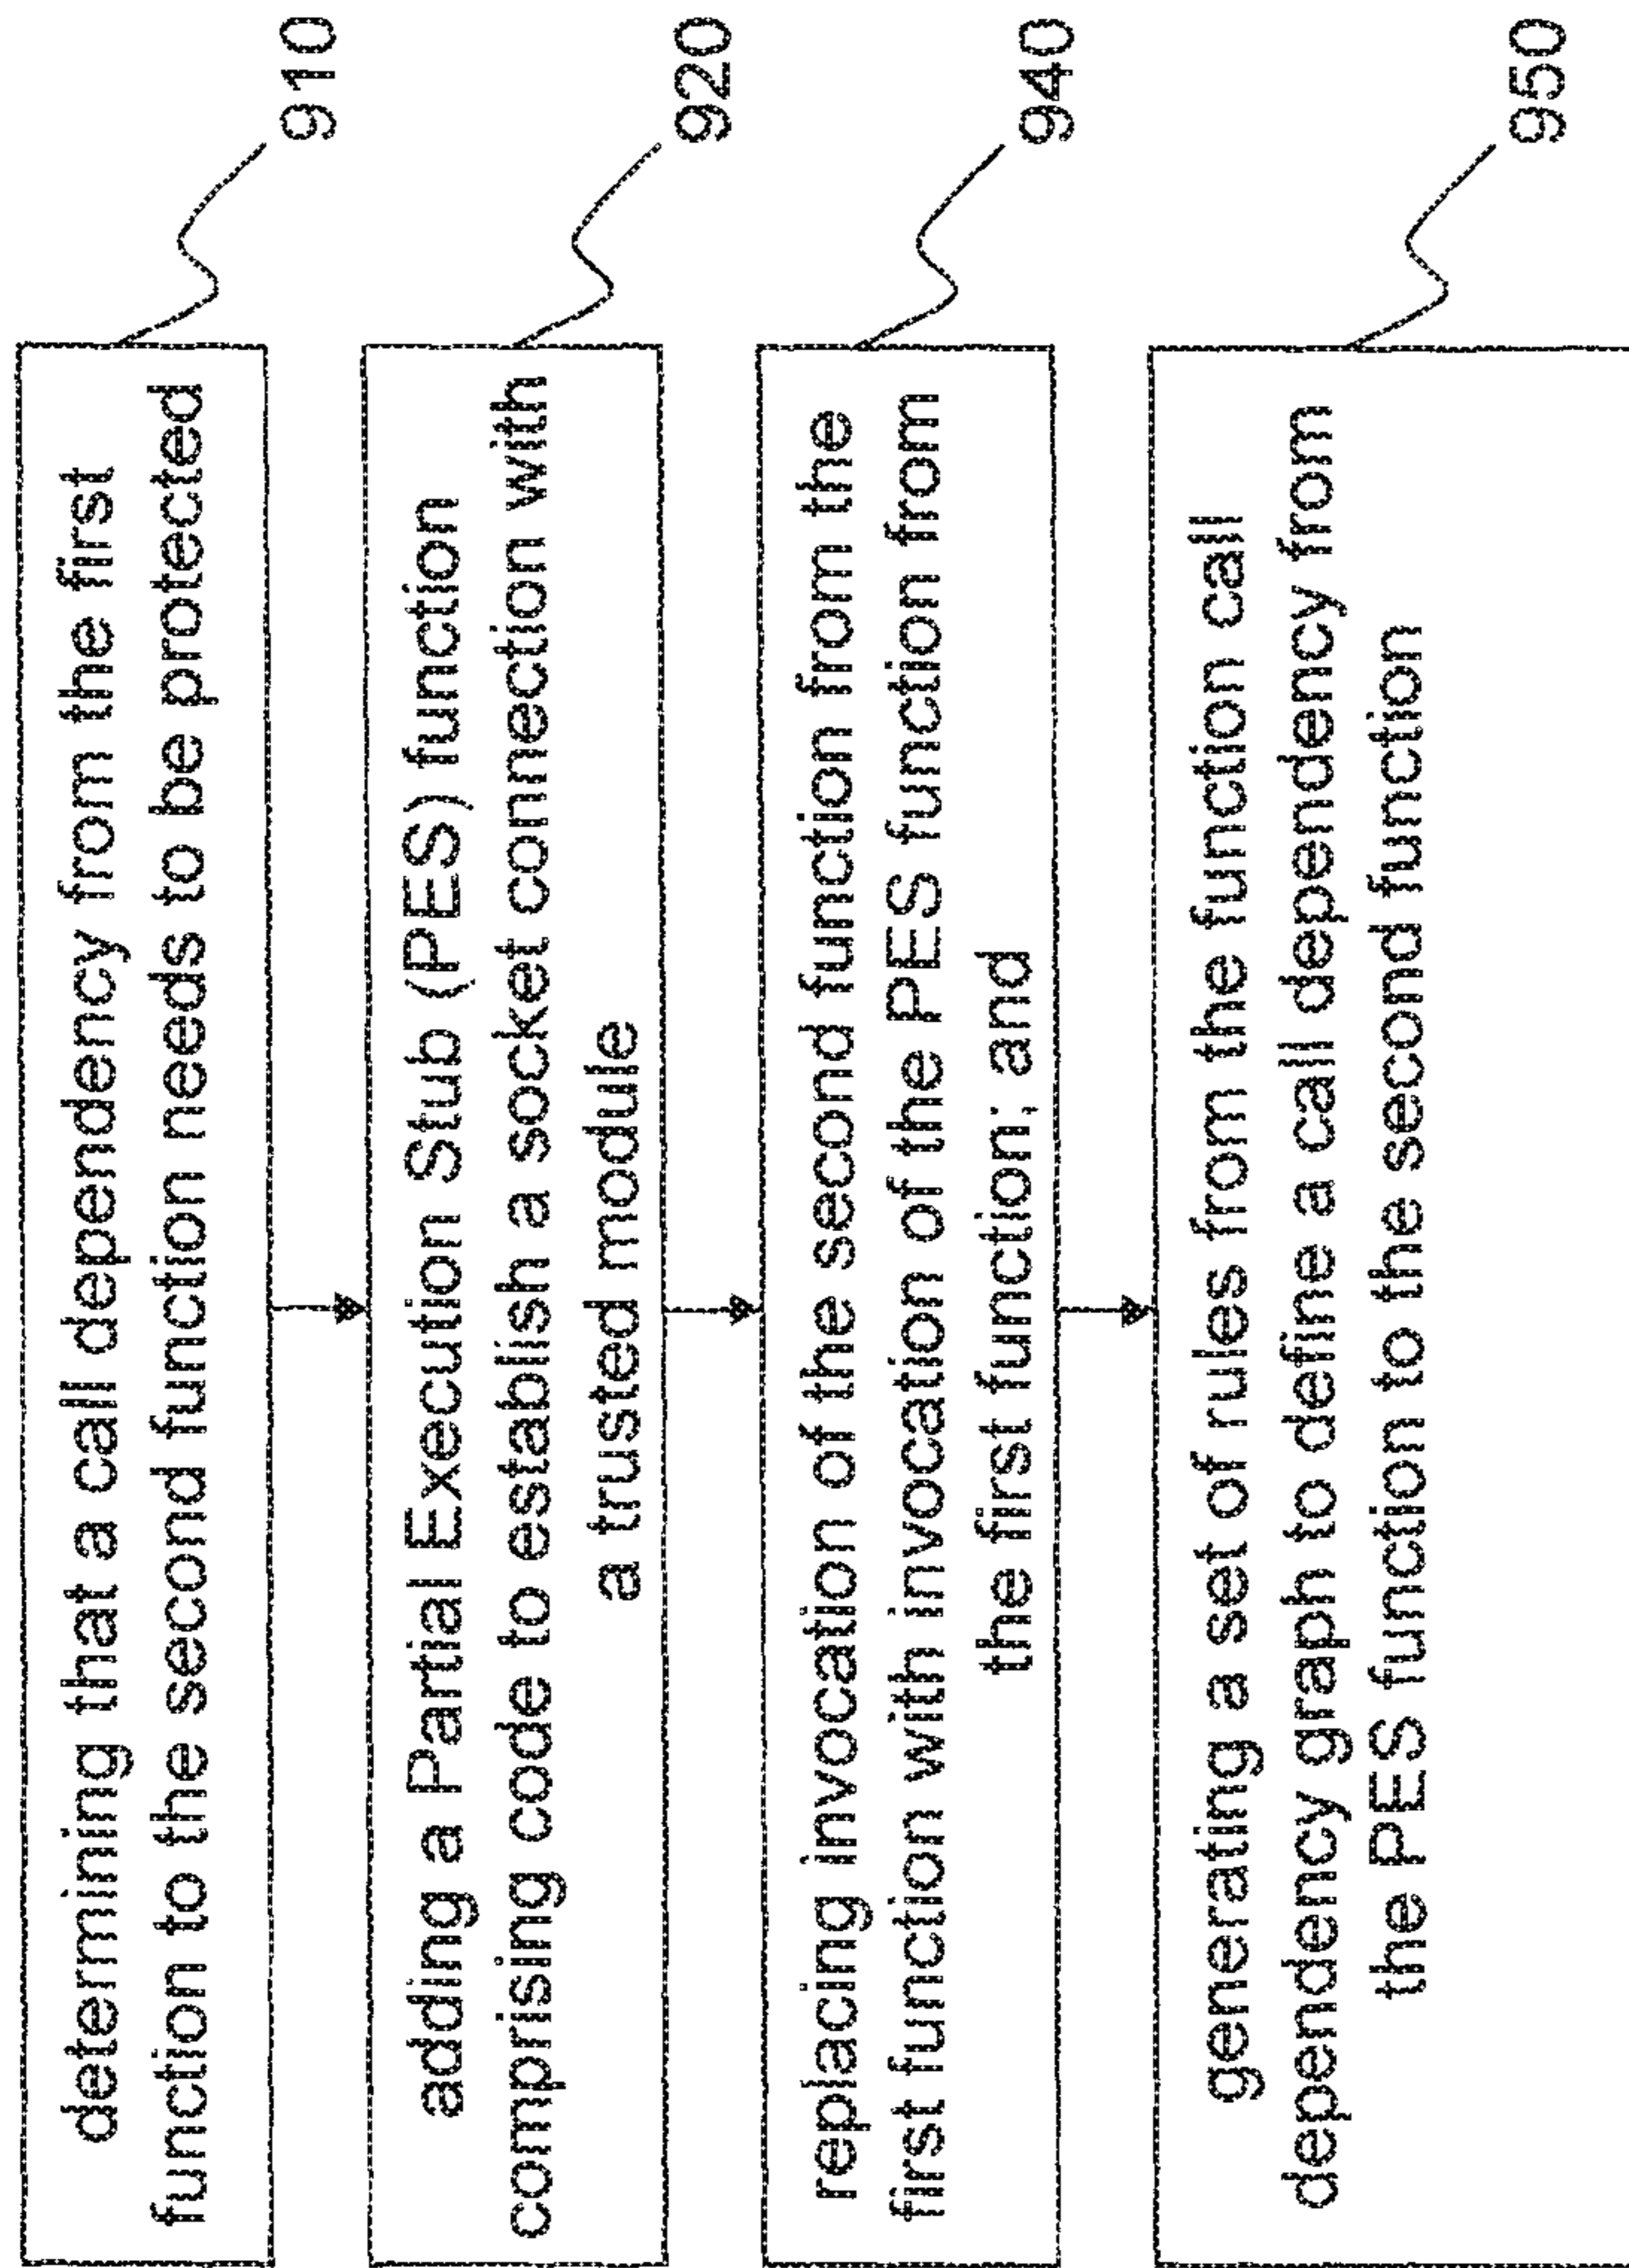 determining that a call dependency from the first
function to the second function needs to be protected
910
adding a Partial Execution Stub (PES) function
comprising code to establish a socket connection with
a trusted module
920
replacing invocation of the second function from the
first function with invocation of the PES function from
the first function; and
940
generating a set of rules from the function call
dependency graph to define a call dependency from
the PES function to the second function
950